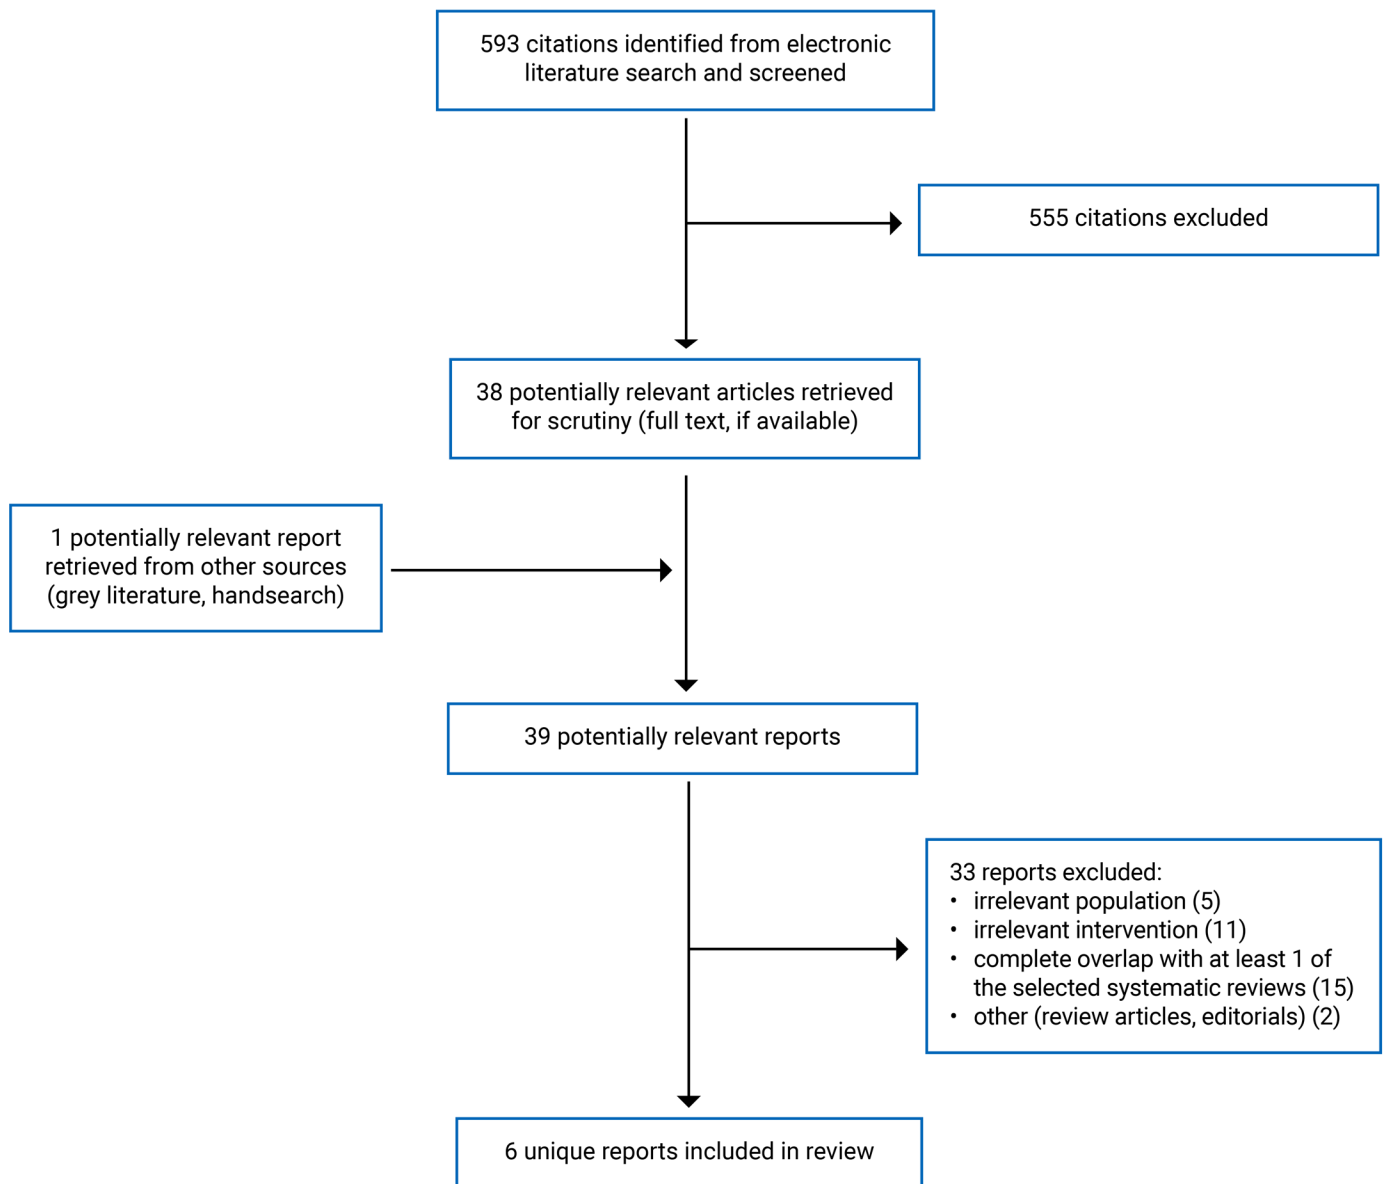 593 citations identified from electronic
literature search and screened
555 citations excluded
38 potentially relevant articles retrieved
for scrutiny (full text, if available)
1 potentially relevant report
retrieved from other sources
(grey literature, handsearch)
39 potentially relevant reports
33 reports excluded:
• irrelevant population (5)
• irrelevant intervention (11)
• complete overlap with at least 1 of
the selected systematic reviews (15)
• other (review articles, editorials) (2)
6 unique reports included in review